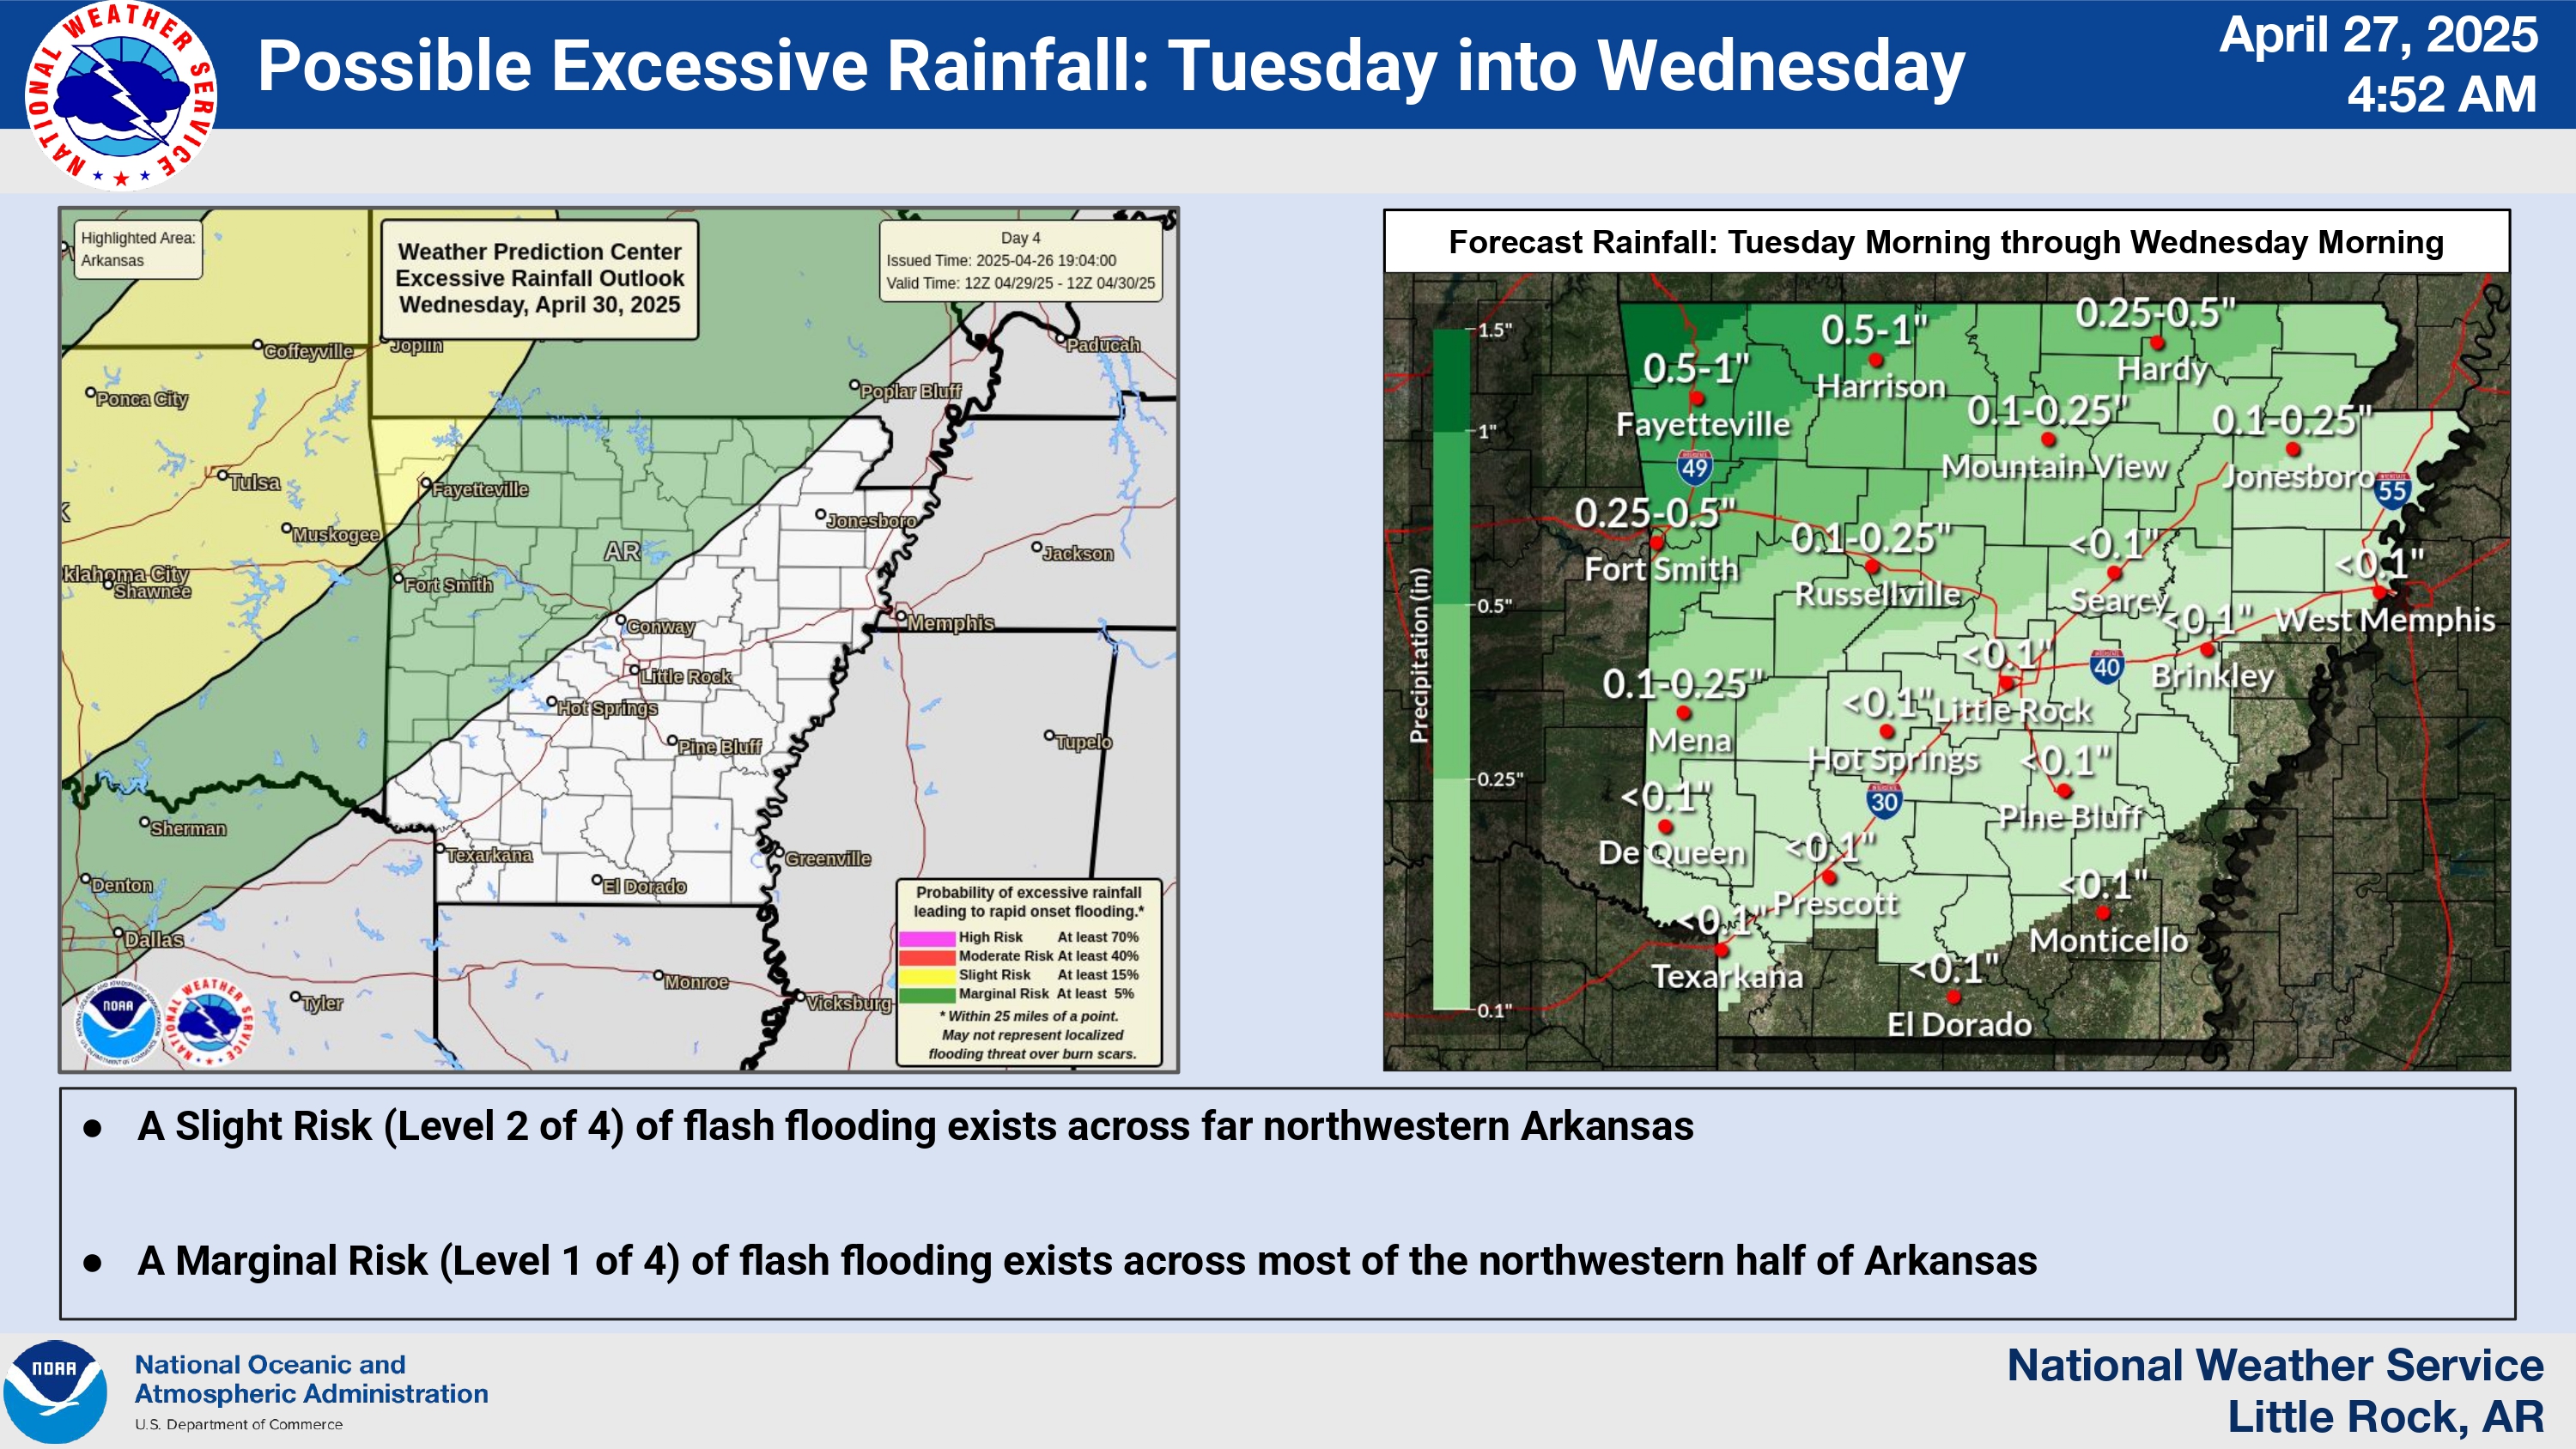 NATIONAL WEATHER SERVICE
Possible Excessive Rainfall: Tuesday into Wednesday
April 27, 2025
4:52 AM
Highlighted Area:
Arkansas
Weather Prediction Center
Excessive Rainfall Outlook
Wednesday, April 30, 2025
Day 4
Issued Time: 2025-04-26 19:04:00
Valid Time: 12Z 04/29/25 - 12Z 04/30/25
Coffeyville
Joplin
Paducah
Ponca City
Poplar Bluff
Tulsa
Fayetteville
Muskogee
Jonesboro
AR
Jackson
klahoma City
Shawnee
Fort Smith
Conway
Memphis
Little Rock
Hot Springs
Pine Bluff
Tupelo
Sherman
Texarkana
Greenville
Denton
El Dorado
Dallas
Monroe
Tyler
Vicksburg
Probability of excessive rainfall
leading to rapid onset flooding.*
High Risk At least 70%
Moderate Risk At least 40%
Slight Risk At least 15%
Marginal Risk At least 5%
* Within 25 miles of a point.
May not represent localized
flooding threat over burn scars.
NOAA
NATIONAL WEATHER SERVICE
Forecast Rainfall: Tuesday Morning through Wednesday Morning
Precipitation (in)
1.5"
1"
0.5"
0.25"
0.1"
0.5-1"
Fayetteville
0.5-1"
Harrison
0.25-0.5"
Hardy
0.1-0.25"
Mountain View
0.1-0.25"
Jonesboro
49
55
0.25-0.5"
Fort Smith
0.1-0.25"
Russellville
<0.1"
Searcy
<0.1"
West Memphis
<0.1"
Brinkley
40
<0.1"
Little Rock
0.1-0.25"
Mena
<0.1"
Hot Springs
<0.1"
Pine Bluff
30
<0.1"
De Queen
<0.1"
Prescott
<0.1"
Monticello
<0.1"
Texarkana
<0.1"
El Dorado
● A Slight Risk (Level 2 of 4) of flash flooding exists across far northwestern Arkansas
● A Marginal Risk (Level 1 of 4) of flash flooding exists across most of the northwestern half of Arkansas
NOAA
National Oceanic and
Atmospheric Administration
U.S. Department of Commerce
National Weather Service
Little Rock, AR